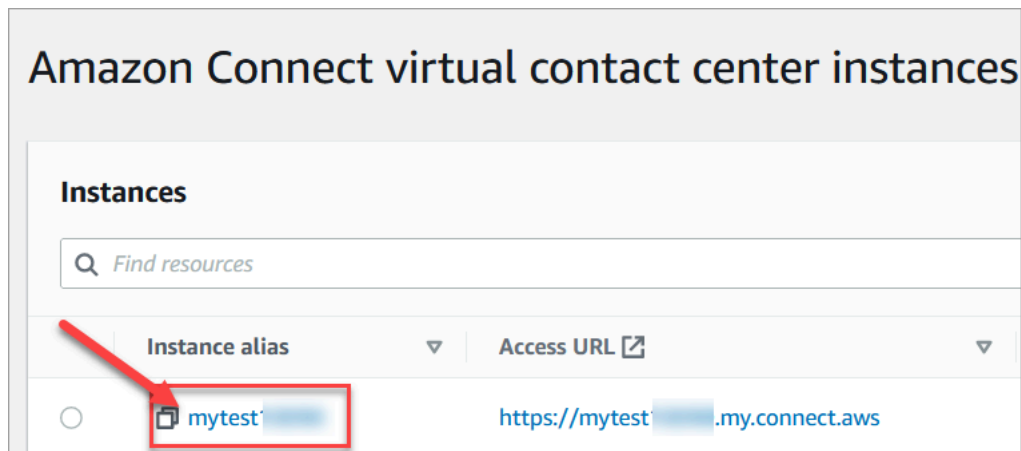 Amazon Connect virtual contact center instances
Instances
Find resources
Instance alias Access URL
mytest https://mytest .my.connect.aws